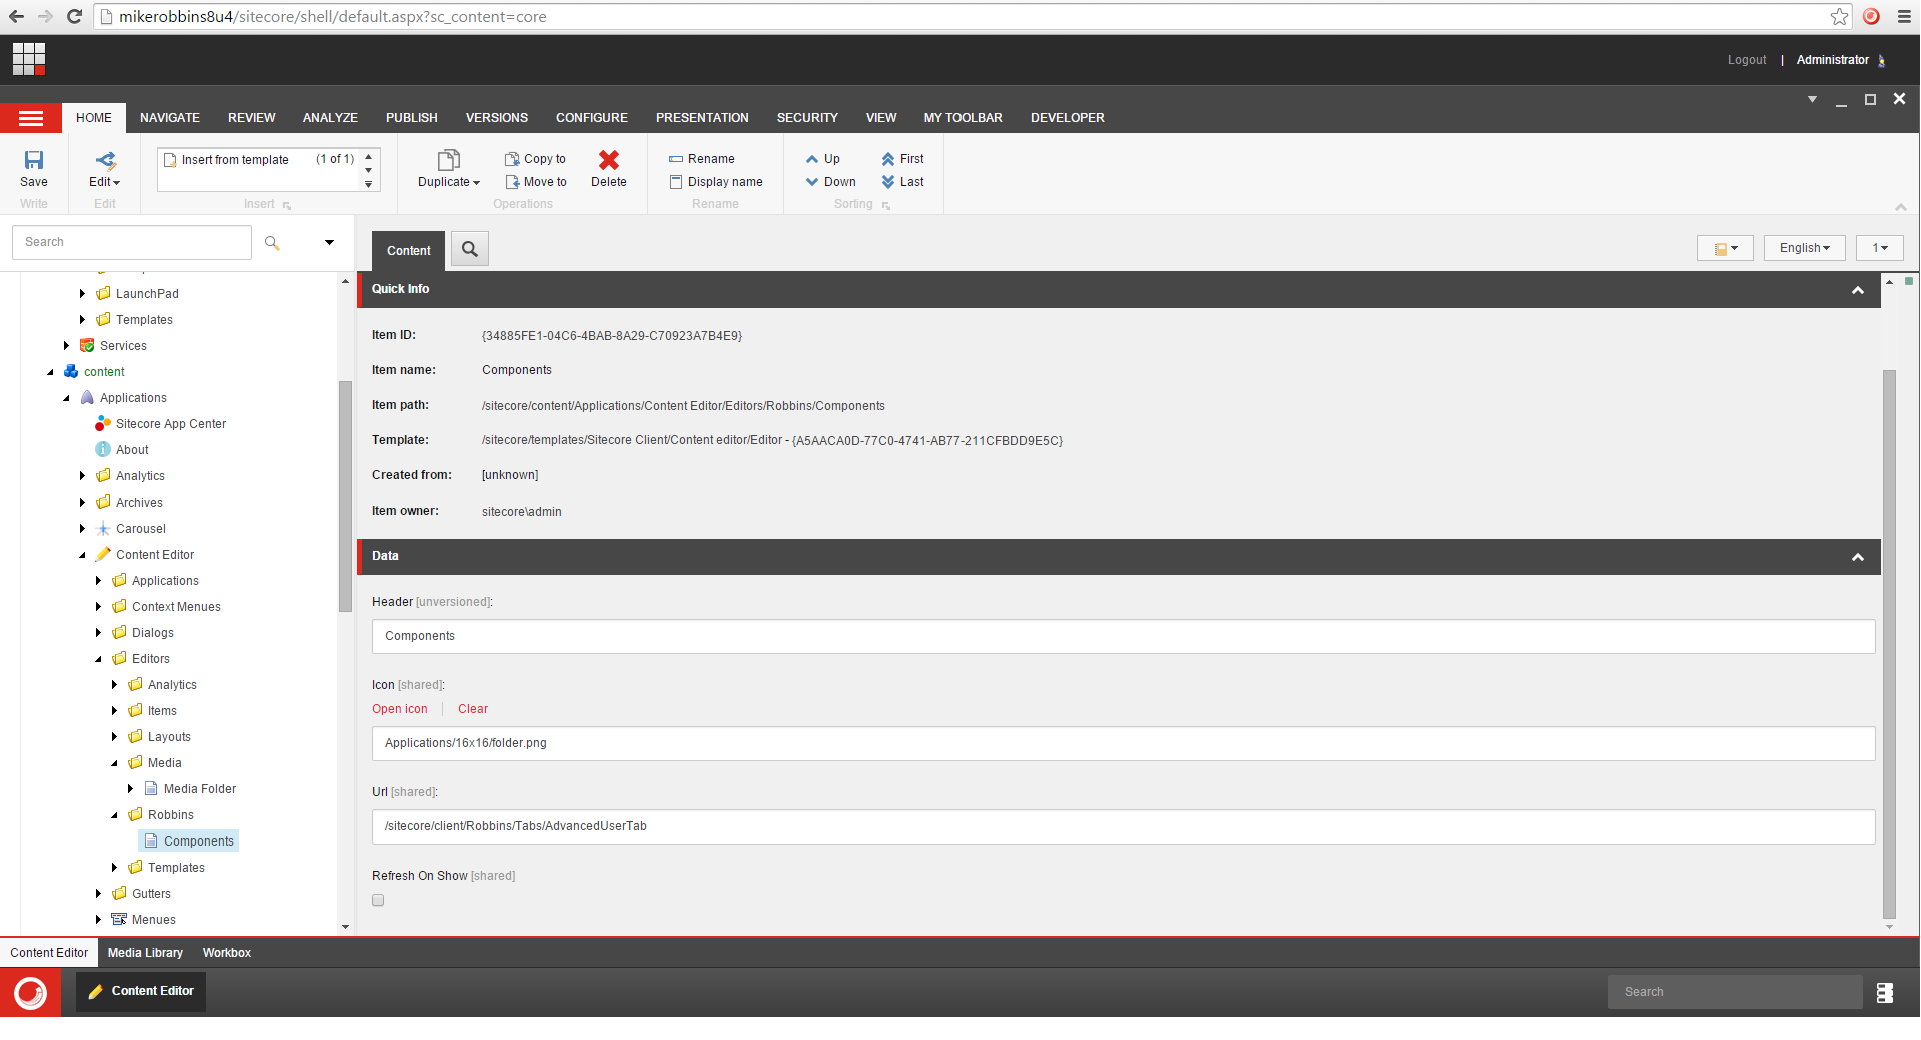 mikerobbins8u4/sitecore/shell/default.aspx?sc_content=core
Logout | Administrator
HOME NAVIGATE REVIEW ANALYZE PUBLISH VERSIONS CONFIGURE PRESENTATION SECURITY VIEW MY TOOLBAR DEVELOPER
Insert from template (1 of 1) Copy to Rename Up First
Save Edit Duplicate Move to Delete Display name Down Last
Write Edit Insert Operations Rename Sorting
Search
Content English 1
LaunchPad
Templates
Services
content
Applications
Sitecore App Center
About
Analytics
Archives
Carousel
Content Editor
Applications
Context Menues
Dialogs
Editors
Analytics
Items
Layouts
Media
Media Folder
Robbins
Components
Templates
Gutters
Menues
Quick Info
Item ID: {34885FE1-04C6-4BAB-8A29-C70923A7B4E9}
Item name: Components
Item path: /sitecore/content/Applications/Content Editor/Editors/Robbins/Components
Template: /sitecore/templates/Sitecore Client/Content editor/Editor - {A5AACA0D-77C0-4741-AB77-211CFBDD9E5C}
Created from: [unknown]
Item owner: sitecore\admin
Data
Header [unversioned]:
Components
Icon [shared]:
Open icon Clear
Applications/16x16/folder.png
Url [shared]:
/sitecore/client/Robbins/Tabs/AdvancedUserTab
Refresh On Show [shared]
Content Editor Media Library Workbox
Content Editor Search